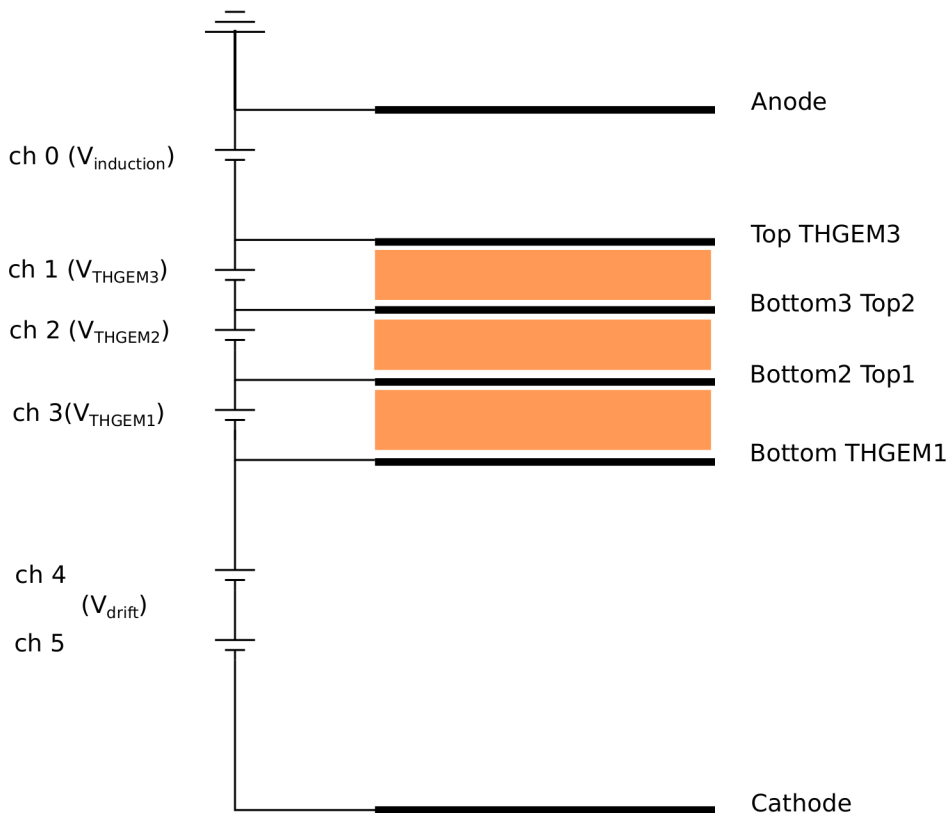 Anode
ch 0 (Vinduction)
Top THGEM3
ch 1 (VTHGEM3)
Bottom3 Top2
ch 2 (VTHGEM2)
Bottom2 Top1
ch 3(VTHGEM1)
Bottom THGEM1
ch 4
(Vdrift)
ch 5
Cathode